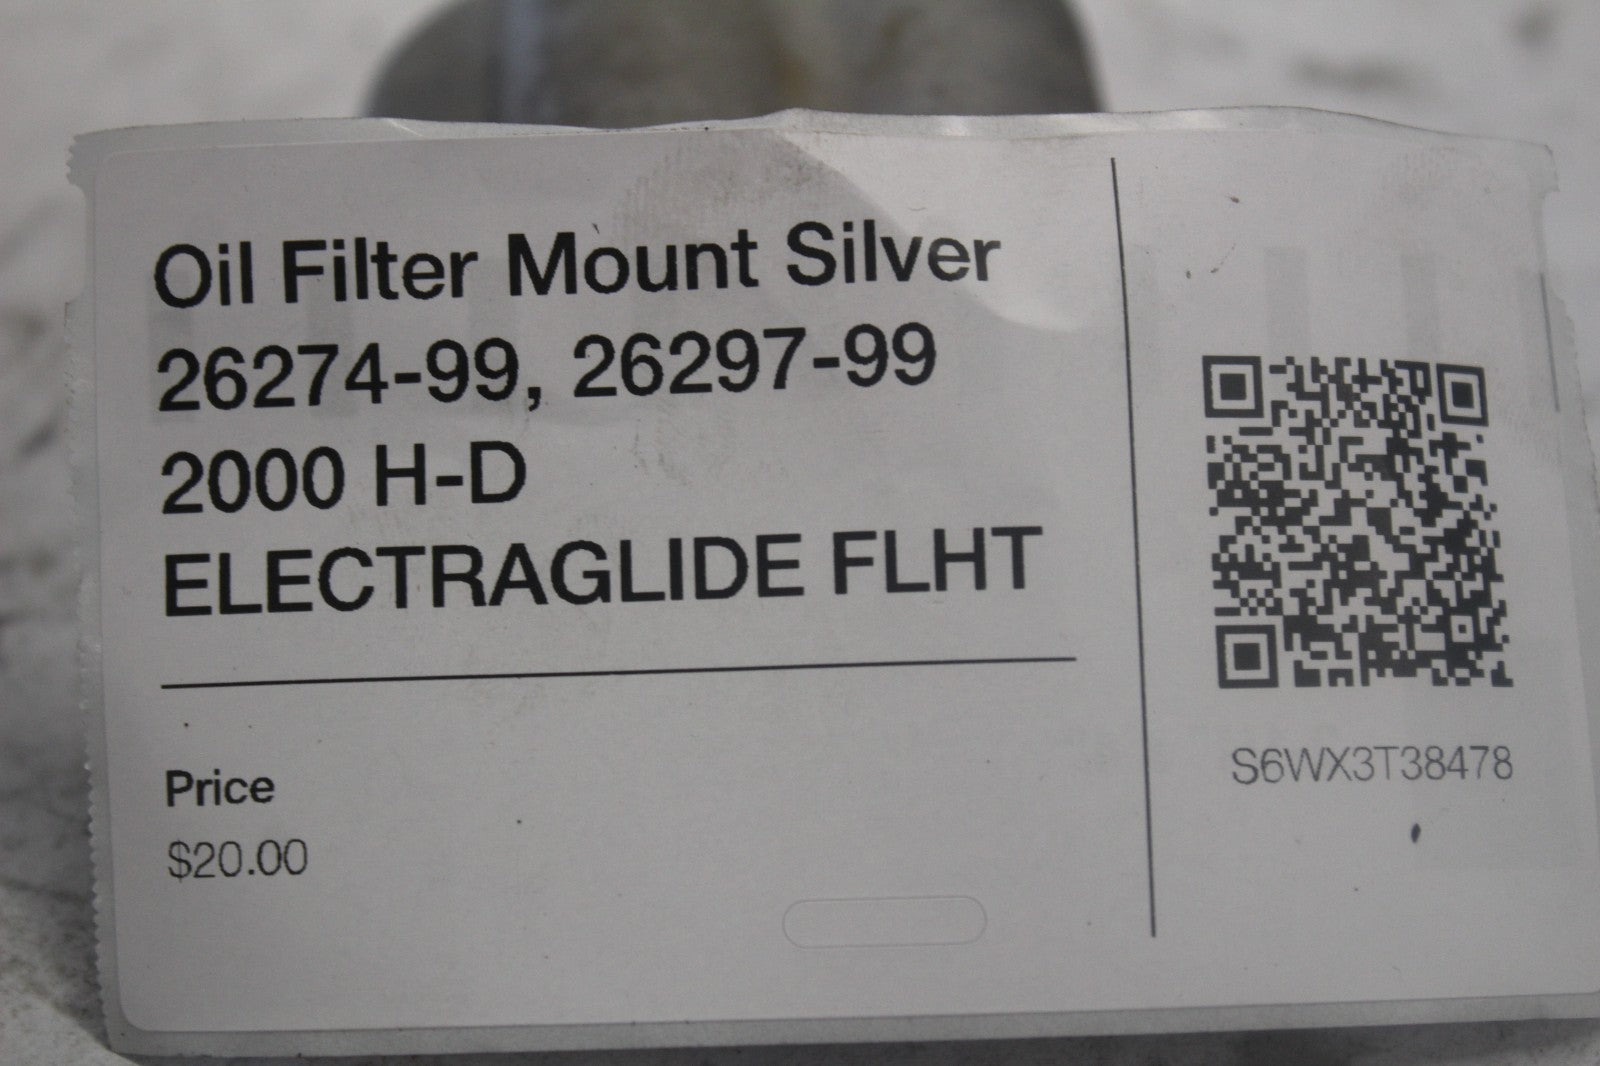 Oil Filter Mount Silver
26274-99, 26297-99
2000 H-D
ELECTRAGLIDE FLHT
Price
$20.00
S6WX3T38478